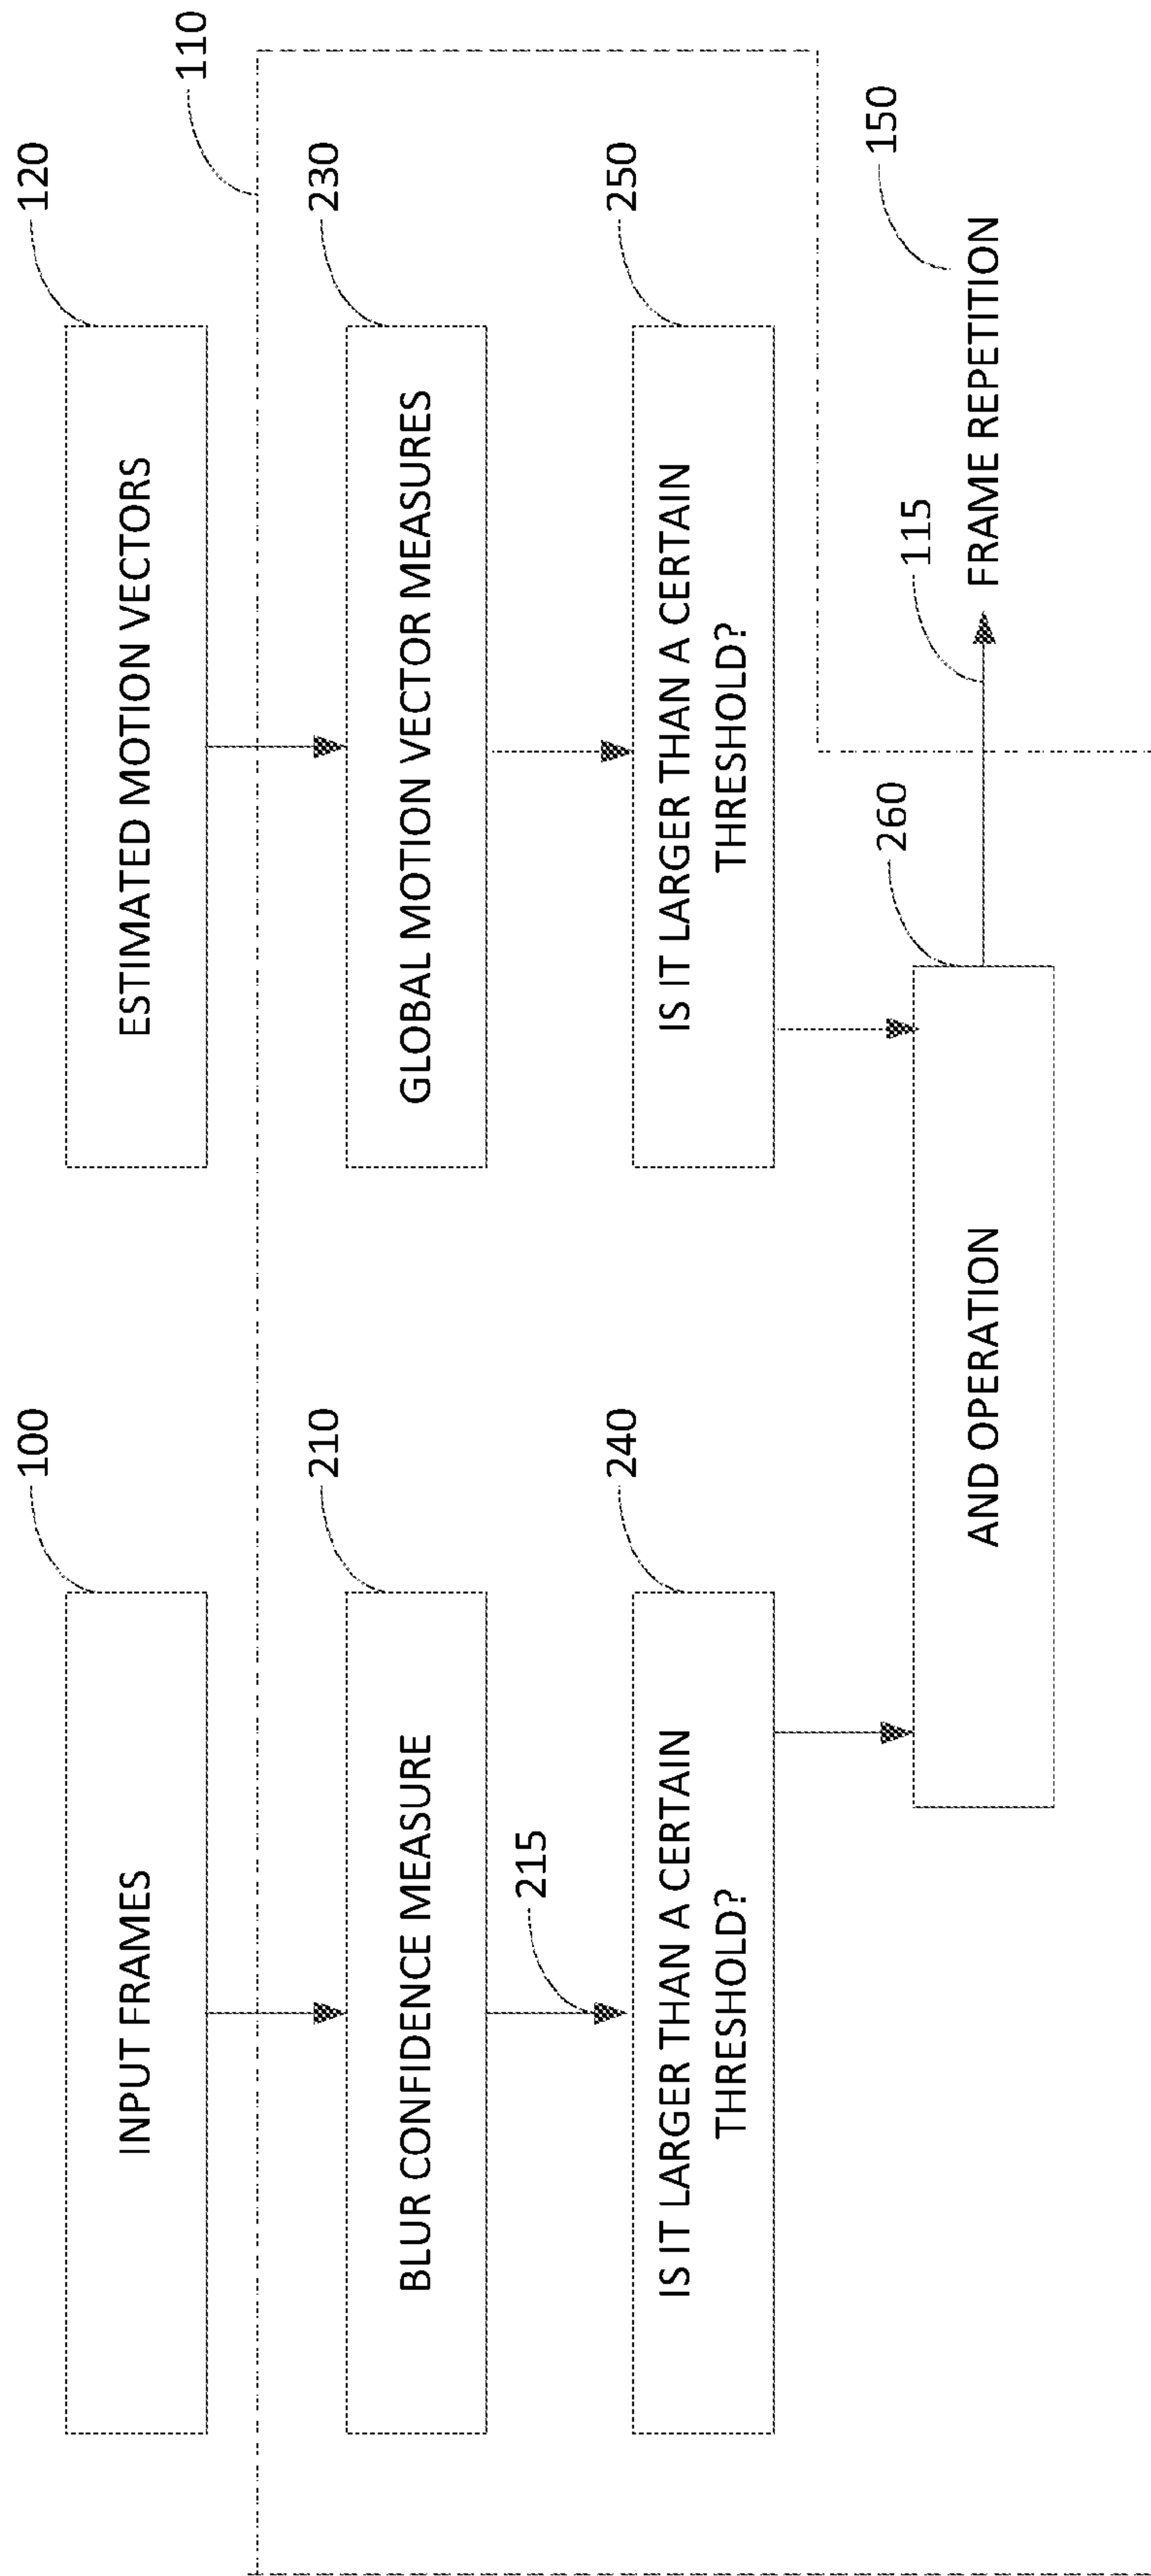 100
INPUT FRAMES
120
ESTIMATED MOTION VECTORS
110
210
BLUR CONFIDENCE MEASURE
230
GLOBAL MOTION VECTOR MEASURES
215
240
IS IT LARGER THAN A CERTAIN
THRESHOLD?
250
IS IT LARGER THAN A CERTAIN
THRESHOLD?
260
AND OPERATION
115
FRAME REPETITION
150